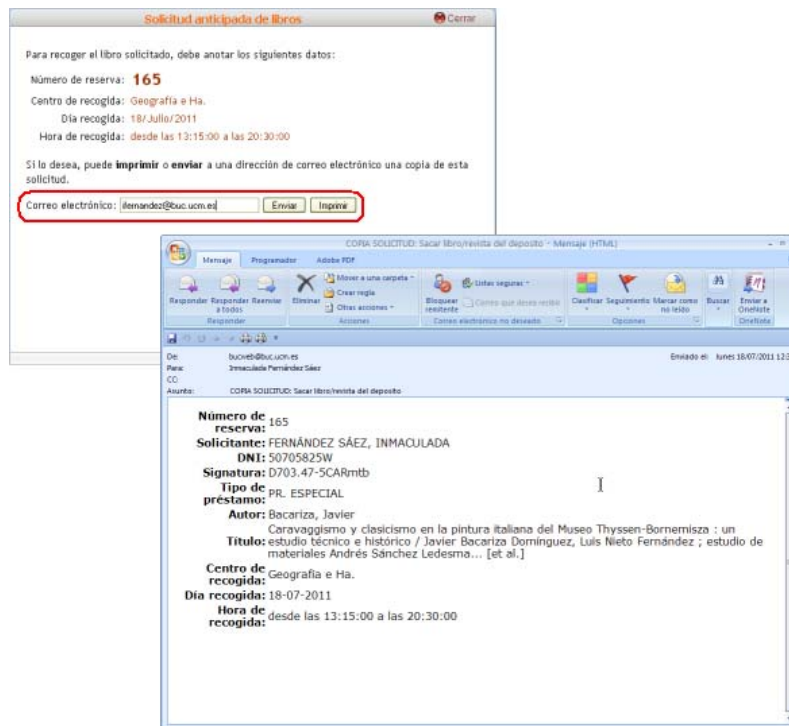 Solicitud anticipada de libros
Cerrar
Para recoger el libro solicitado, debe anotar los siguientes datos:
Número de reserva: 165
Centro de recogida: Geografía e Ha.
Día recogida: 18/Julio/2011
Hora de recogida: desde las 13:15:00 a las 20:30:00
Si lo desea, puede imprimir o enviar a una dirección de correo electrónico una copia de esta
solicitud.
Correo electrónico: ifernandez@buc.ucm.es Enviar Imprimir
COPIA SOLICITUD: Sacar libro/revista del deposito - Mensaje (HTML)
Mensaje Programador Adobe PDF
Responder Responder a todos Reenviar
Responder
Eliminar
Mover a una carpeta
Crear regla
Otras acciones
Acciones
Bloquear remitente
Listas seguras
Correo que desea recibir
Correo electrónico no deseado
Clasificar Seguimiento Marcar como no leído
Opciones
Buscar
Enviar a OneNote
OneNote
De: bucweb@buc.ucm.es
Enviado el: lunes 18/07/2011 12:3
Para: Inmaculada Fernández Sáez
CC:
Asunto: COPIA SOLICITUD: Sacar libro/revista del deposito
Número de
reserva: 165
Solicitante: FERNÁNDEZ SÁEZ, INMACULADA
DNI: 50705825W
Signatura: D703.47-5CARmtb
Tipo de
préstamo: PR. ESPECIAL
Autor: Bacariza, Javier
Caravaggismo y clasicismo en la pintura italiana del Museo Thyssen-Bornemisza : un
Título: estudio técnico e histórico / Javier Bacariza Domínguez, Luis Nieto Fernández ; estudio de
materiales Andrés Sánchez Ledesma... [et al.]
Centro de
recogida: Geografía e Ha.
Día recogida: 18-07-2011
Hora de
recogida: desde las 13:15:00 a las 20:30:00